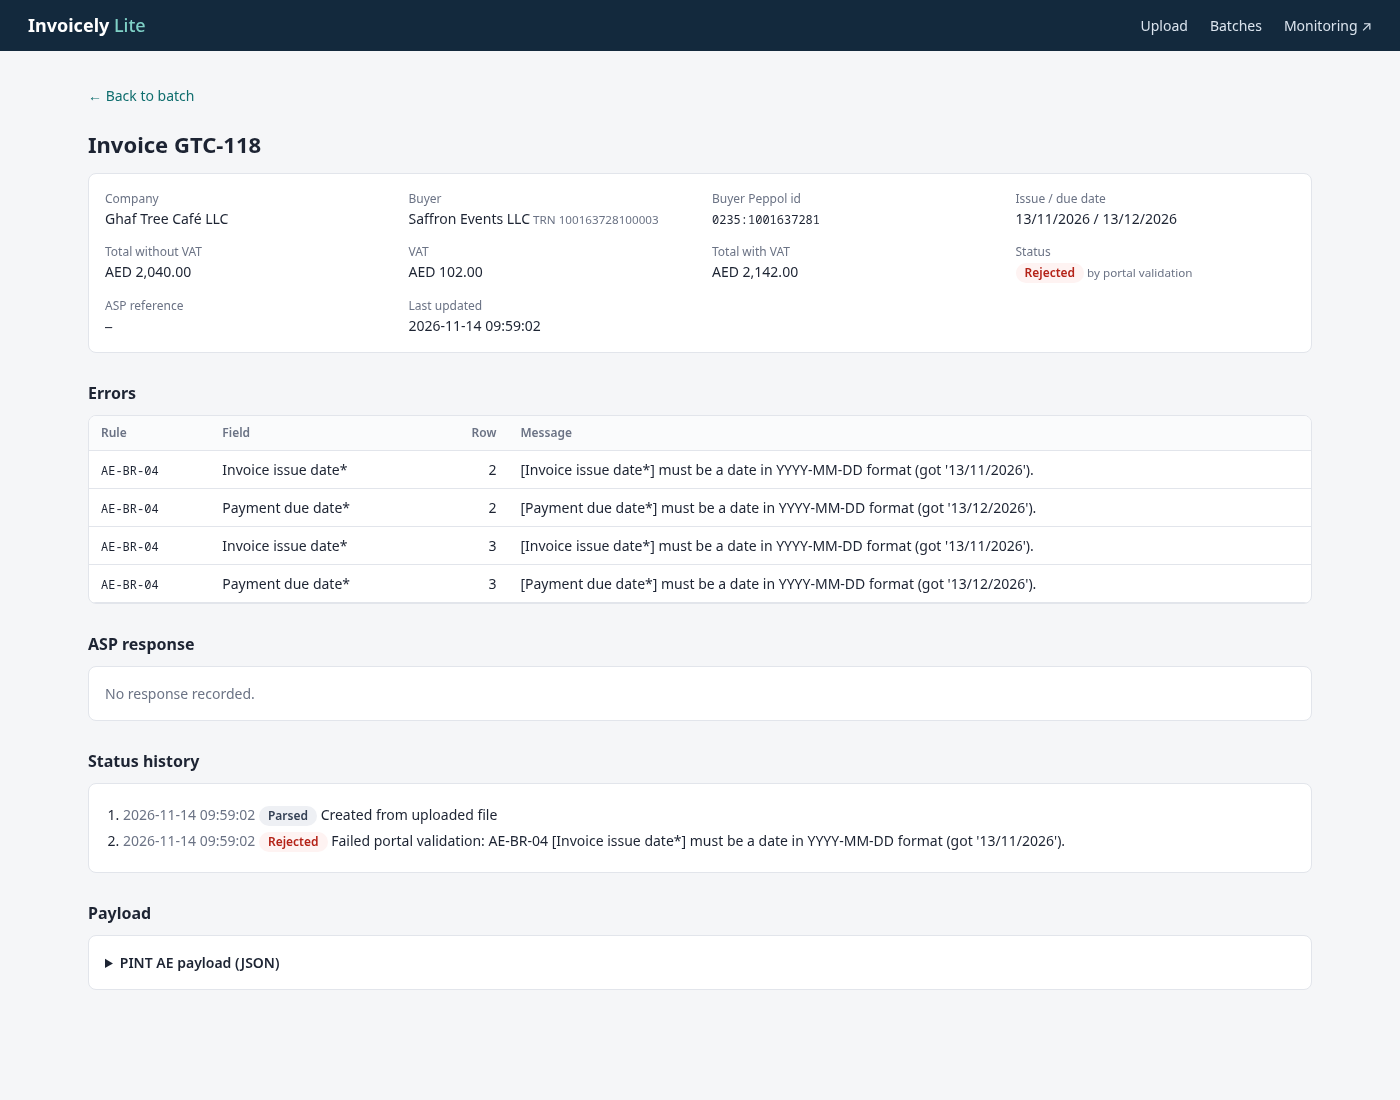 Invoicely Lite Upload Batches Monitoring ↗
← Back to batch
Invoice GTC-118
Company Buyer Buyer Peppol id Issue / due date
Ghaf Tree Café LLC Saffron Events LLC TRN 100163728100003 0235:1001637281 13/11/2026 / 13/12/2026
Total without VAT VAT Total with VAT Status
AED 2,040.00 AED 102.00 AED 2,142.00 Rejected by portal validation
ASP reference Last updated
— 2026-11-14 09:59:02
Errors
Rule Field Row Message
AE-BR-04 Invoice issue date* 2 [Invoice issue date*] must be a date in YYYY-MM-DD format (got '13/11/2026').
AE-BR-04 Payment due date* 2 [Payment due date*] must be a date in YYYY-MM-DD format (got '13/12/2026').
AE-BR-04 Invoice issue date* 3 [Invoice issue date*] must be a date in YYYY-MM-DD format (got '13/11/2026').
AE-BR-04 Payment due date* 3 [Payment due date*] must be a date in YYYY-MM-DD format (got '13/12/2026').
ASP response
No response recorded.
Status history
1. 2026-11-14 09:59:02 Parsed Created from uploaded file
2. 2026-11-14 09:59:02 Rejected Failed portal validation: AE-BR-04 [Invoice issue date*] must be a date in YYYY-MM-DD format (got '13/11/2026').
Payload
▶ PINT AE payload (JSON)